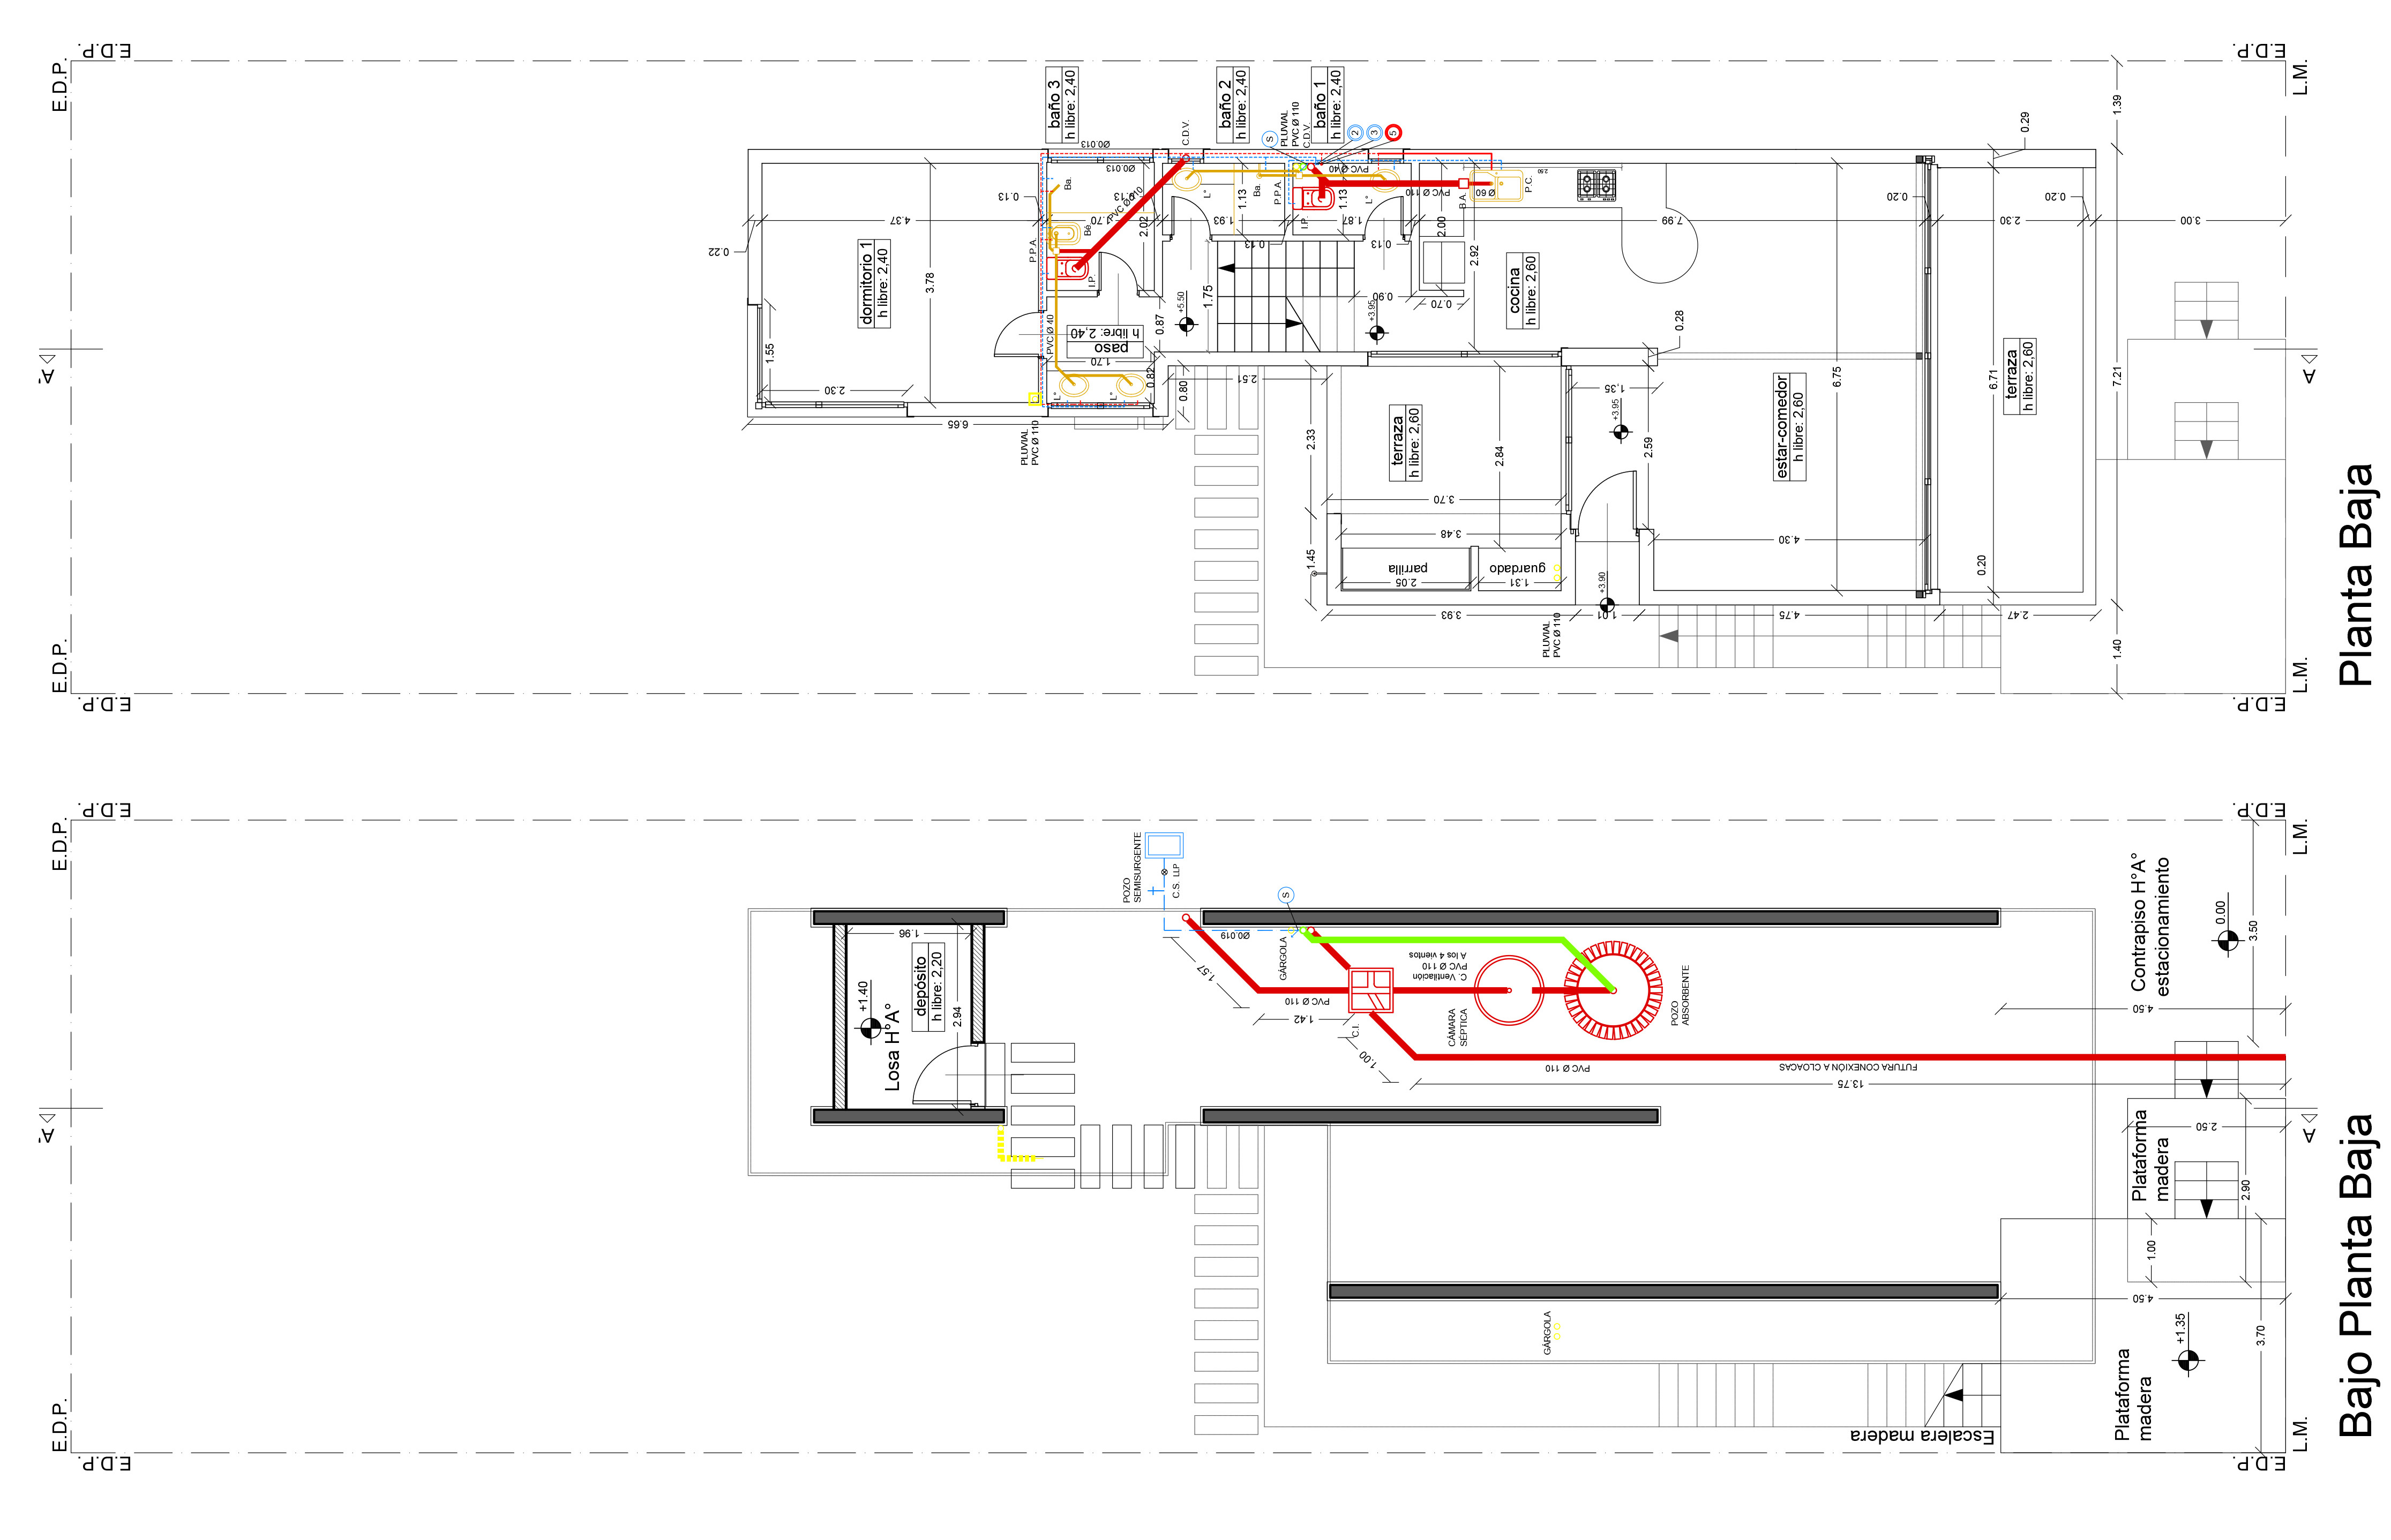 E.D.P.
E.D.P.
E.D.P.
L.M.
baño 3
h libre: 2,40
baño 2
h libre: 2,40
baño 1
h libre: 2,40
PLUVIAL
PVC Ø 110
C.D.V.
C.D.V.
S
2
3
5
Ø0.013
Ø0.013
1.39
0.29
0.22
4.37
0.13
1.70
0.13
PVC Ø 110
2.02
Ba.
Bé.
I.P.
P.P.A.
L°
1.93
1.13
Ba.
P.P.A.
0.13
I.P.
1.13
1.87
L°
0.13
PVC Ø 40
PVC Ø 110
B.A.
Ø 60
P.C.
2.50
2.00
2.92
7.99
0.20
2.30
0.20
3.00
dormitorio 1
h libre: 2,40
3.78
1.55
2.30
6.65
PVC Ø 40
paso
h libre: 2,40
1.70
L°
L°
0.82
0.87
0.80
+5.50
1.75
2.51
0.90
+3.95
0.70
cocina
h libre: 2,60
0.28
PLUVIAL
PVC Ø 110
2.33
1.45
terraza
h libre: 2,60
2.84
3.70
3.48
parrilla
2.05
guardado
1.31
1,35
+3.95
2.59
estar-comedor
h libre: 2,60
6.75
4.30
terraza
h libre: 2,60
6.71
7.21
0.20
+3.90
3.93
1.01
4.75
2.47
1.40
PLUVIAL
PVC Ø 110
A'
A
E.D.P.
E.D.P.
L.M.
E.D.P.
Planta Baja
E.D.P.
E.D.P.
E.D.P.
L.M.
POZO
SEMISURGENTE
C.S.
LLP
S
Ø0.019
GÁRGOLA
1.57
1.42
PVC Ø 110
C. Ventilación
PVC Ø 110
A los 4 vientos
C.I.
CÁMARA
SÉPTICA
POZO
ABSORBENTE
1.00
PVC Ø 110
FUTURA CONEXIÓN A CLOACAS
13.75
1.96
depósito
h libre: 2,20
2.94
+1.40
Losa H°A°
Contrapiso H°A°
estacionamiento
0.00
3.50
4.50
Plataforma
madera
2.50
2.90
1.00
4.50
GÁRGOLA
Plataforma
madera
+1.35
3.70
Escalera madera
A'
A
E.D.P.
E.D.P.
L.M.
E.D.P.
Bajo Planta Baja